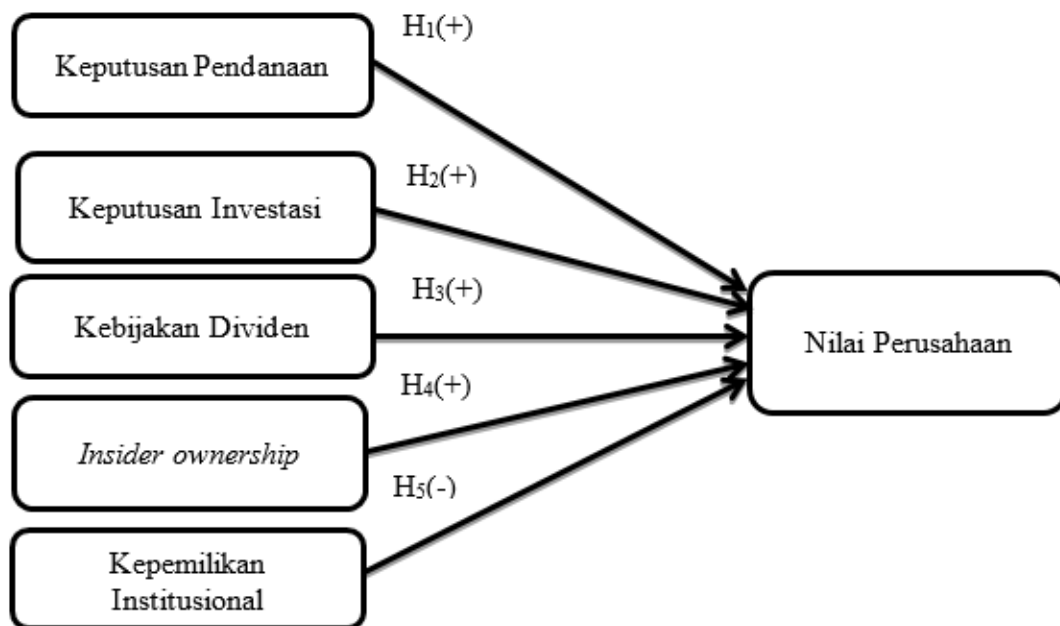 H₁(+)
Keputusan Pendanaan
H₂(+)
Keputusan Investasi
H₃(+)
Kebijakan Dividen
Nilai Perusahaan
H₄(+)
Insider ownership
H₅(-)
Kepemilikan
Institusional